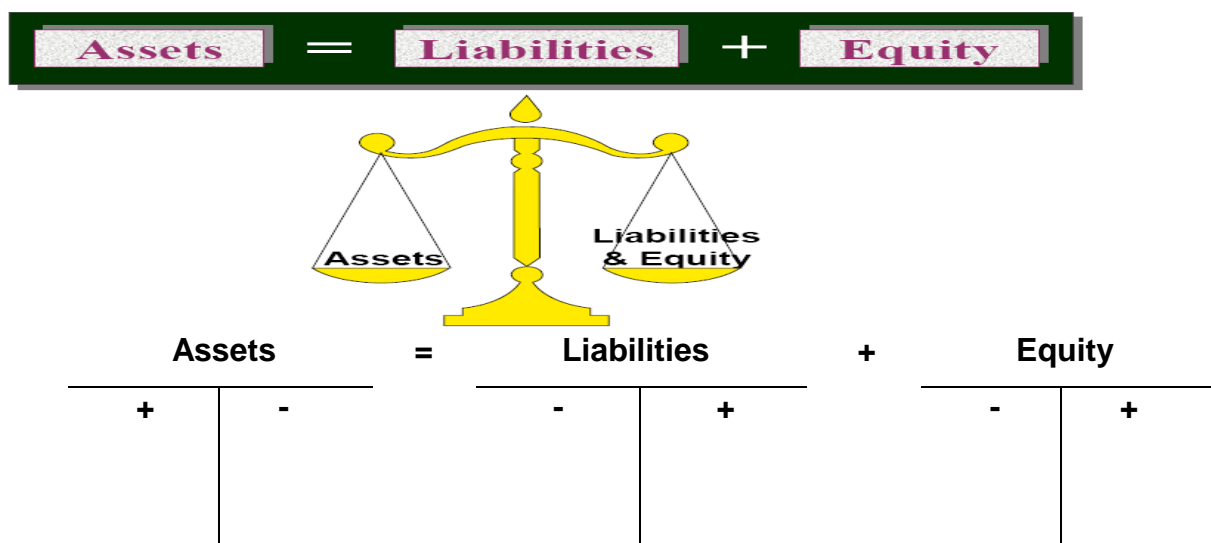 Assets = Liabilities + Equity
Assets
Liabilities
& Equity
Assets = Liabilities + Equity
+ - - + - +